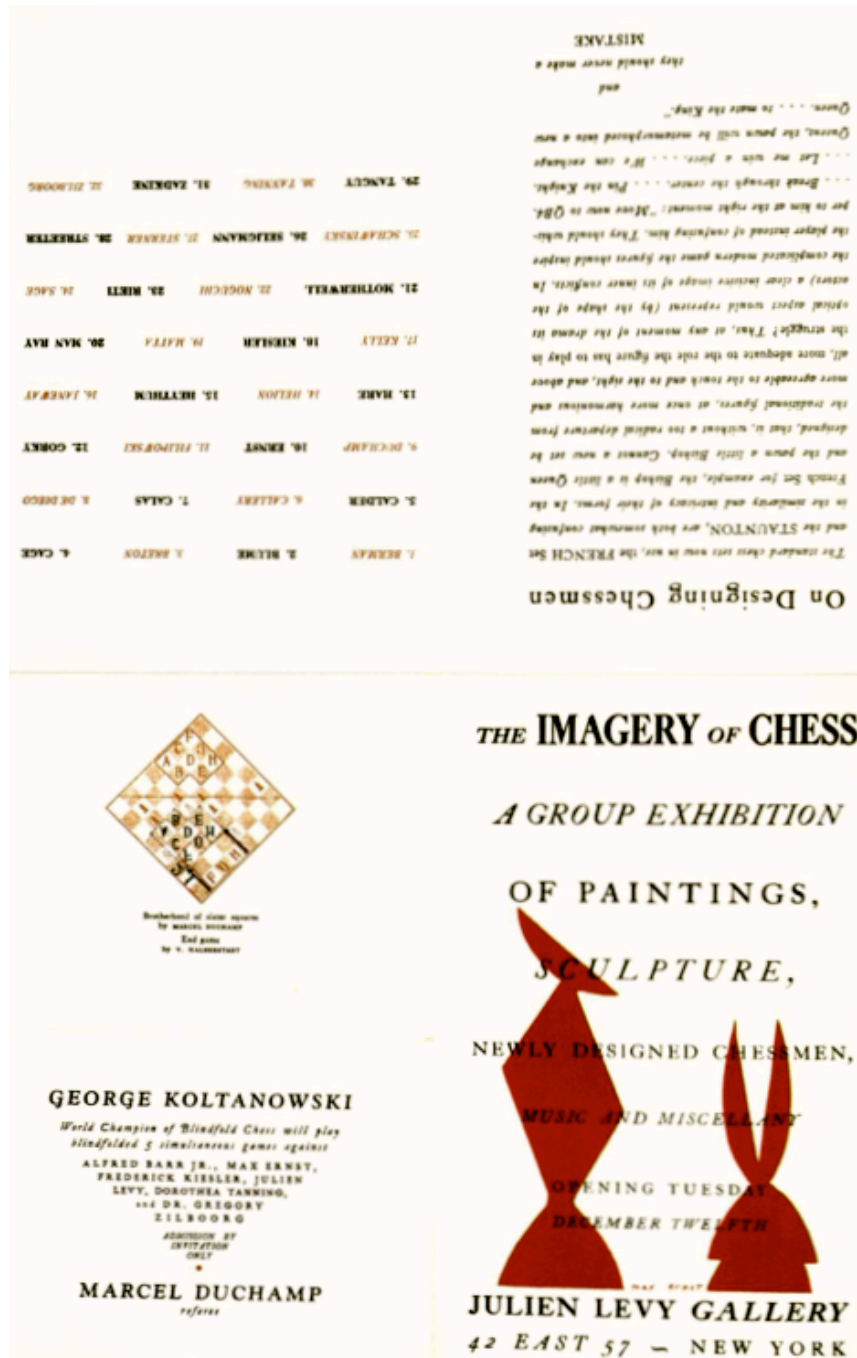 On Designing Chessmen
The standard chess sets now in use, the FRENCH Set
and the STAUNTON, are both somewhat confusing
in the similarity and intricacy of their forms. In the
French Set for example, the Bishop is a little Queen
and the pawn a little Bishop. Cannot a new set be
designed, that is, without a too radical departure from
the traditional figures, at once more harmonious and
more agreeable to the touch and to the sight, and above
all, more adequate to the role the figure has to play in
the struggle? Thus, at any moment of the drama its
optical aspect would represent (by the shape of the
actors) a clear incisive image of its inner conflicts. In
the complicated modern game the figures should inspire
the player instead of confusing him. They should whis-
per to him at the right moment: "Move now to QB4.
. . . Break through the center. . . . Pin the Knight.
. . . Let me win a piece. . . . We can exchange
Queens, the pawn will be metamorphosed into a new
Queen. . . . to mate the King."
and
they should never make a
MISTAKE
1. BERMAN 2. BLUME 3. BRETON 4. CAGE
5. CALDER 6. CALLERY 7. CALAS 8. DE DIEGO
9. DUCHAMP 10. ERNST 11. FILIPOWSKI 12. GORKY
13. HARE 14. HELION 15. HEYTHUM 16. JANEWAY
17. KELLY 18. KIESLER 19. MATTA 20. MAN RAY
21. MOTHERWELL 22. NOGUCHI 23. RIETI 24. SAGE
25. SCHAWINSKY 26. SELIGMANN 27. STERNER 28. STREETER
29. TANGUY 30. TANNING 31. ZADKINE 32. ZILBOORG
Brotherhood of sister squares
by MARCEL DUCHAMP
End game
by V. HALBERSTADT
GEORGE KOLTANOWSKI
World Champion of Blindfold Chess will play
blindfolded 5 simultaneous games against
ALFRED BARR JR., MAX ERNST,
FREDERICK KIESLER, JULIEN
LEVY, DOROTHEA TANNING,
and DR. GREGORY
ZILBOORG
ADMISSION BY
INVITATION
ONLY
MARCEL DUCHAMP
referee
THE IMAGERY OF CHESS
A GROUP EXHIBITION
OF PAINTINGS,
SCULPTURE,
NEWLY DESIGNED CHESSMEN,
MUSIC AND MISCELLANY
OPENING TUESDAY
DECEMBER TWELFTH
MAX ERNST
JULIEN LEVY GALLERY
42 EAST 57 — NEW YORK